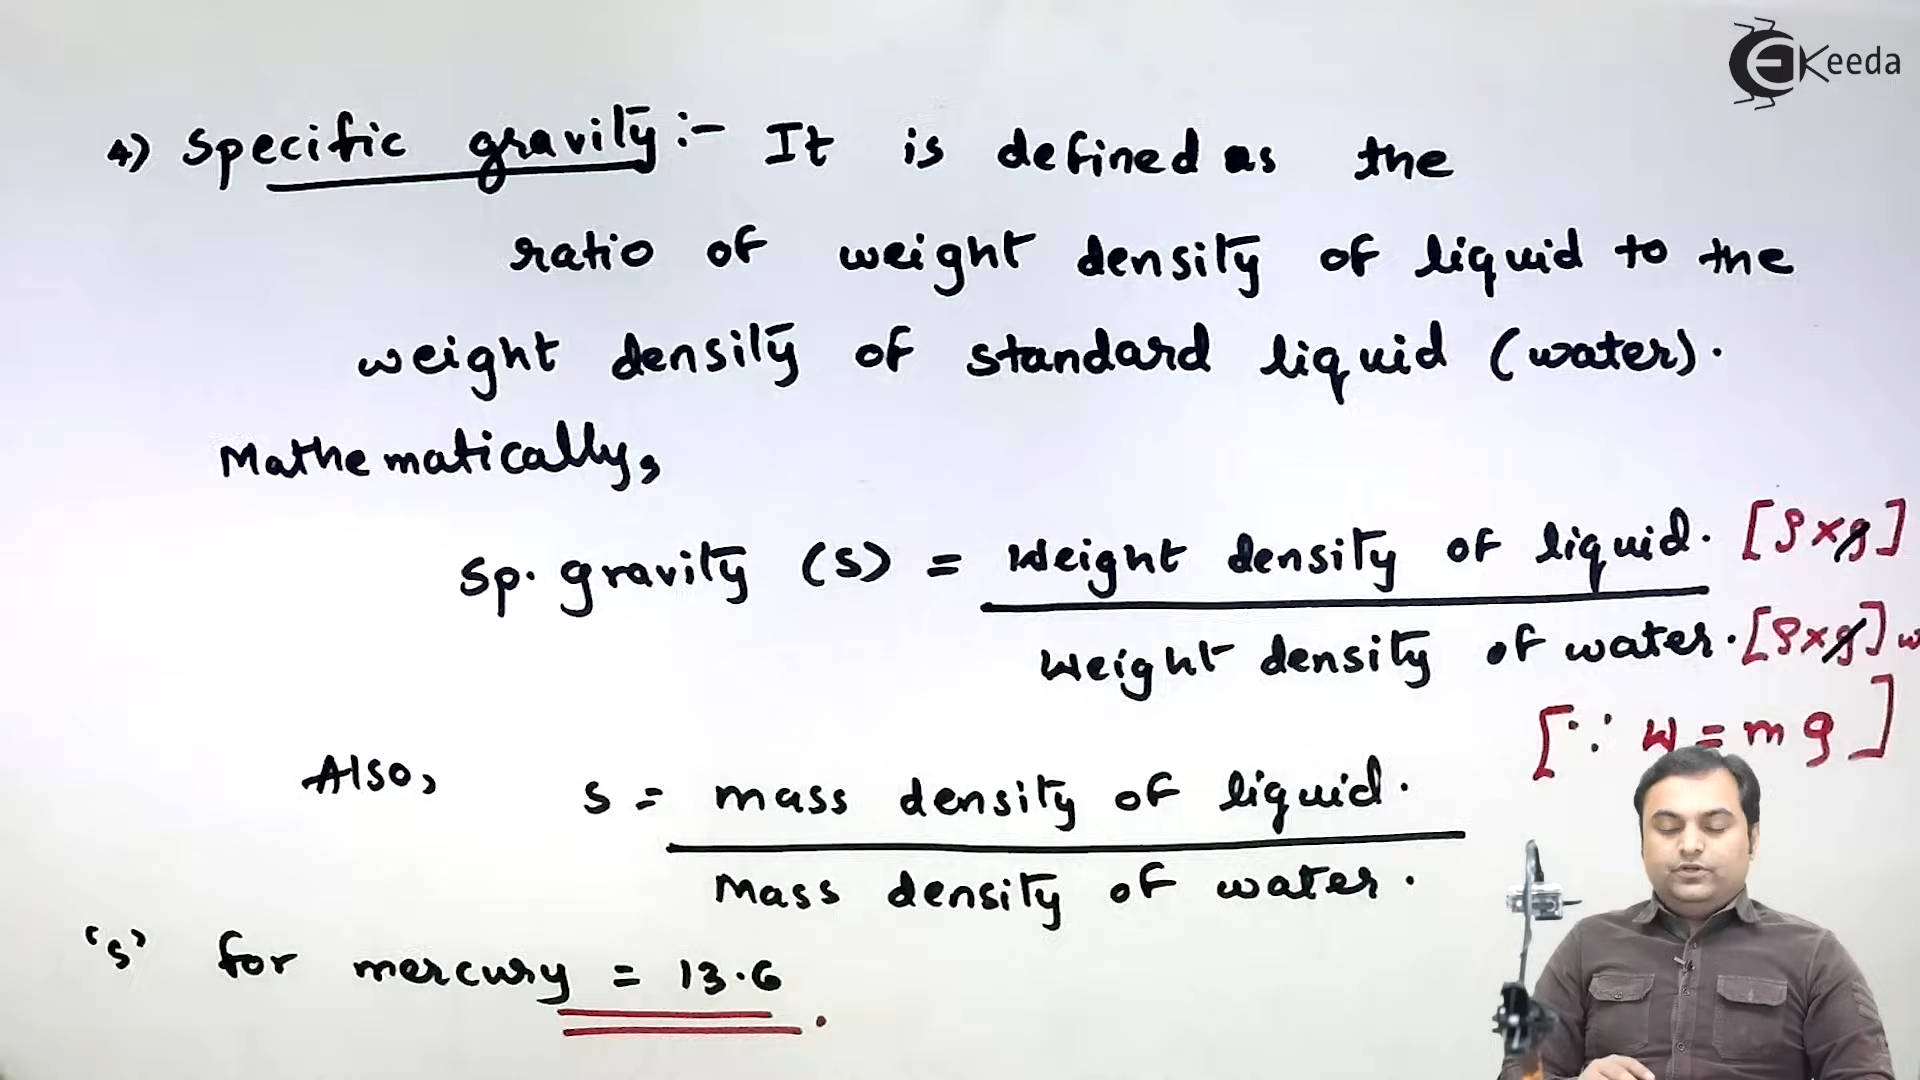 Keeda
4) Specific gravity :- It is defined as the
ratio of weight density of liquid to the
weight density of standard liquid (water).
Mathematically,
Sp. gravity (s) = Weight density of liquid. [ρ×g]
Weight density of water. [ρ×g] w
[∵ W = mg]
Also, s = mass density of liquid.
Mass density of water.
's' for mercury = 13.6.